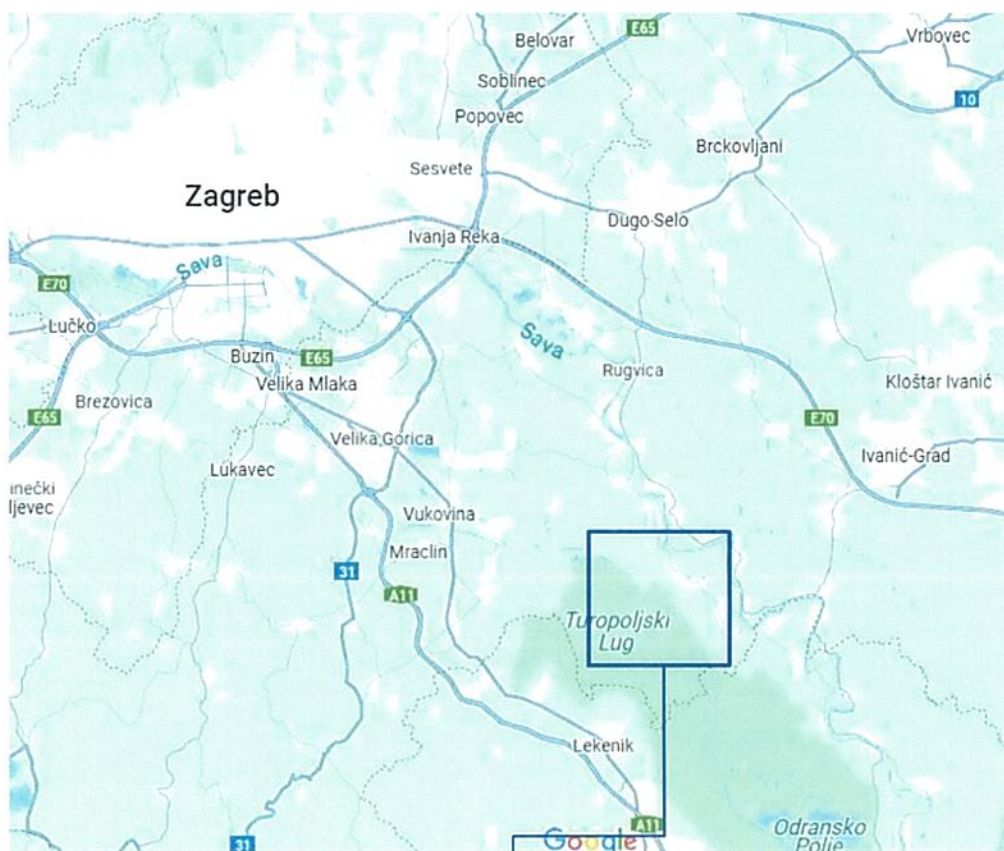 E65
Belovar
Vrbovec
Soblinec
10
Popovec
Brckovljani
Sesvete
Zagreb
Dugo Selo
Ivanja Reka
Sava
E70
Lučko
Sava
Buzin
E65
Rugvica
Velika Mlaka
Kloštar Ivanić
Brezovica
E65
E70
Velika Gorica
Ivanić-Grad
Lukavec
anečki
ljevec
Vukovina
Mraclin
31
A11
Turopoljski
Lug
Lekenik
A11
Odransko
Polje
31
Google